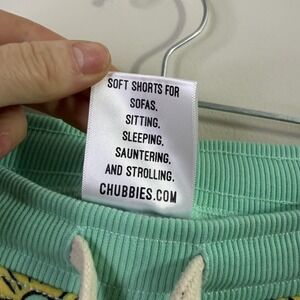 SOFT SHORTS FOR
SOFAS,
SITTING,
SLEEPING,
SAUNTERING,
AND STROLLING.
CHUBBIES.COM